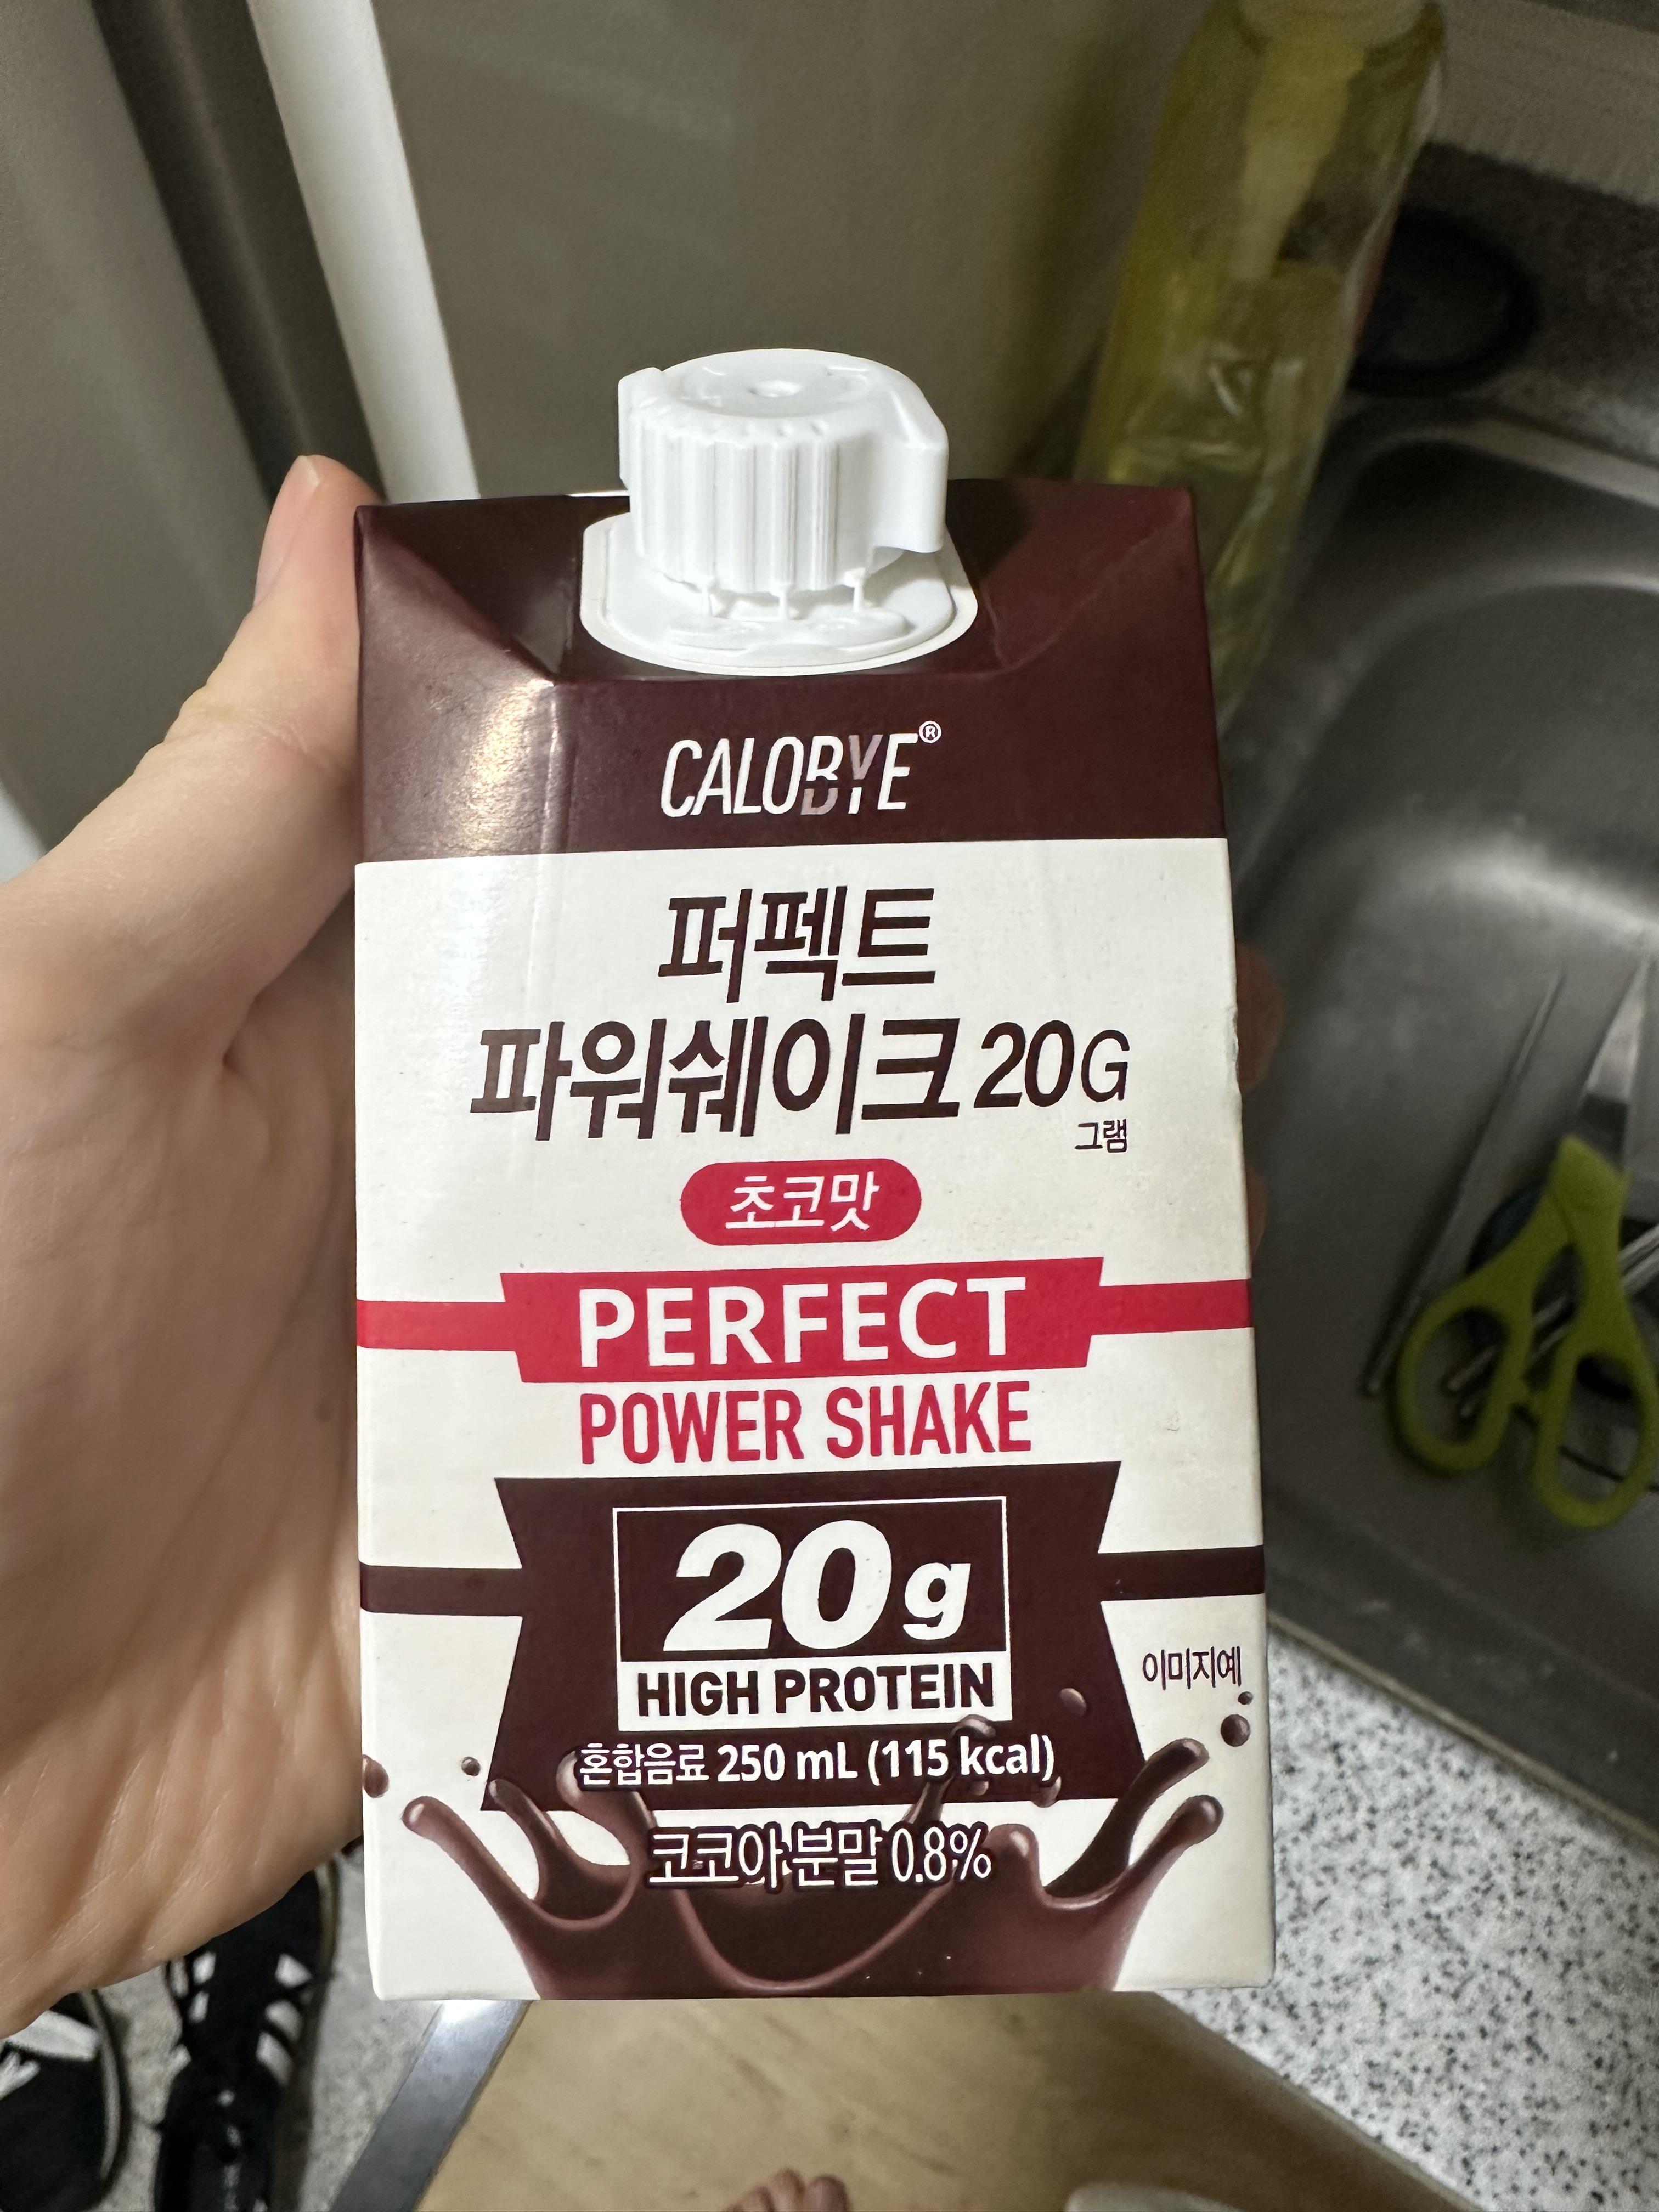 CALOBYE®
퍼펙트
파워쉐이크 20G
그램
초코맛
PERFECT
POWER SHAKE
20g
HIGH PROTEIN
이미지예
혼합음료 250 mL (115 kcal)
코코아분말 0.8%